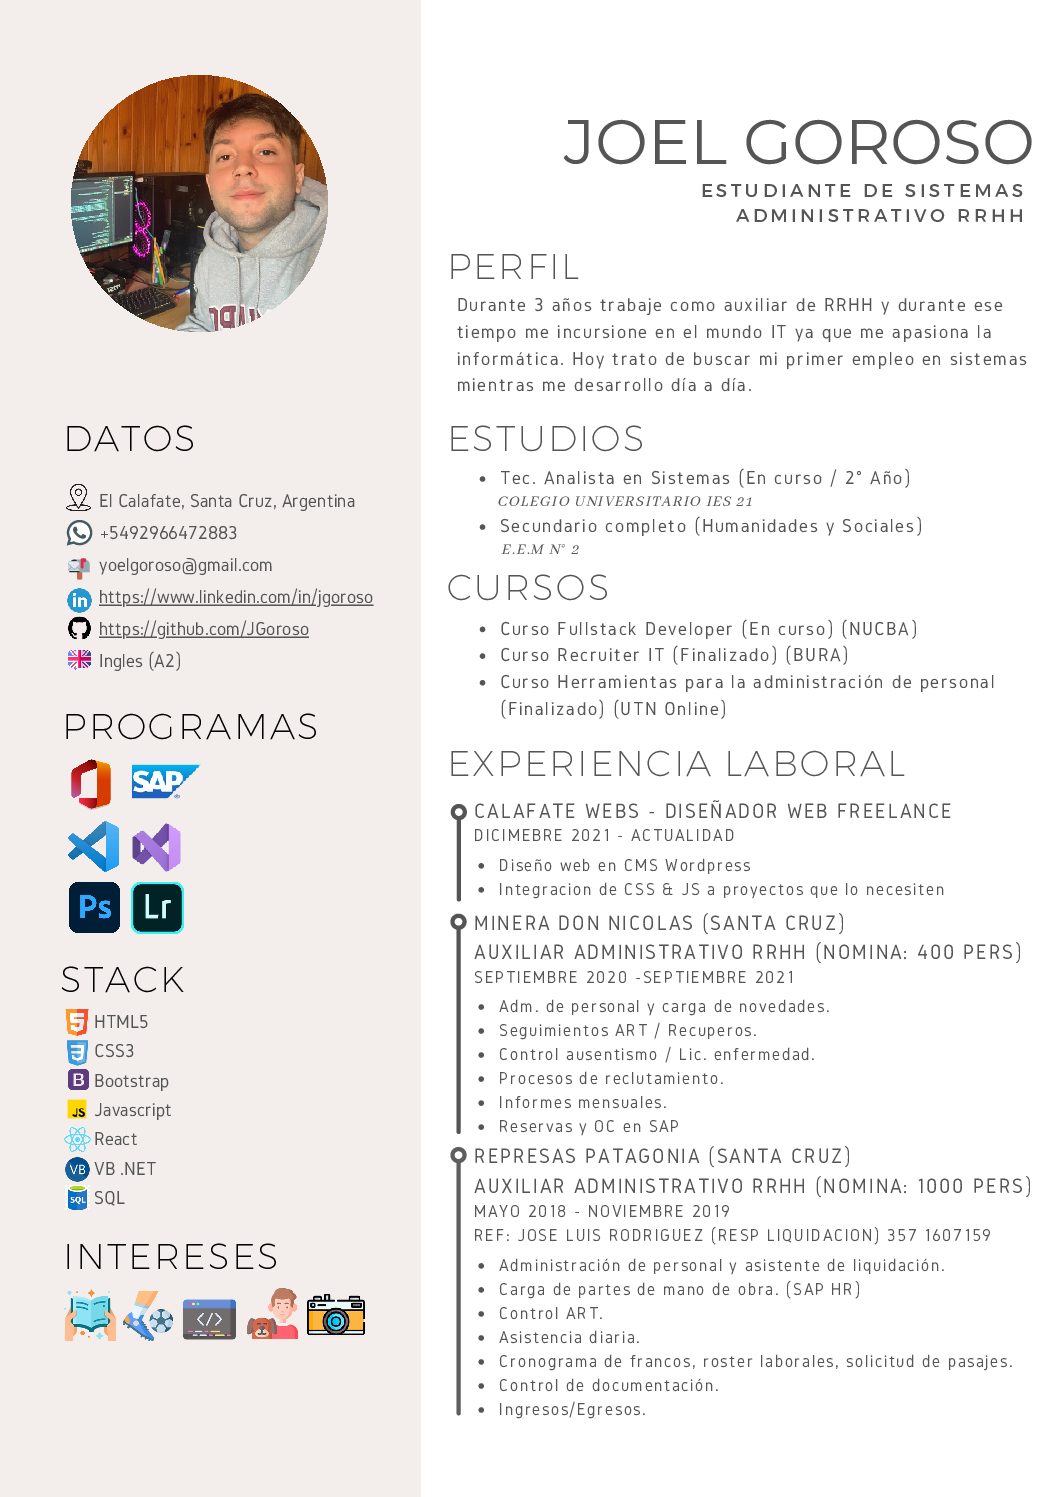 JOEL GOROSO
ESTUDIANTE DE SISTEMAS
ADMINISTRATIVO RRHH
DATOS
El Calafate, Santa Cruz, Argentina
+5492966472883
yoelgoroso@gmail.com
in https://www.linkedin.com/in/jgoroso
https://github.com/JGoroso
Ingles (A2)
PROGRAMAS
SAP
Ps Lr
STACK
HTML5
CSS3
B Bootstrap
JS Javascript
React
VB VB .NET
SQL SQL
INTERESES
</>
PERFIL
Durante 3 años trabaje como auxiliar de RRHH y durante ese
tiempo me incursione en el mundo IT ya que me apasiona la
informática. Hoy trato de buscar mi primer empleo en sistemas
mientras me desarrollo día a día.
ESTUDIOS
• Tec. Analista en Sistemas (En curso / 2° Año)
COLEGIO UNIVERSITARIO IES 21
• Secundario completo (Humanidades y Sociales)
E.E.M N° 2
CURSOS
• Curso Fullstack Developer (En curso) (NUCBA)
• Curso Recruiter IT (Finalizado) (BURA)
• Curso Herramientas para la administración de personal
(Finalizado) (UTN Online)
EXPERIENCIA LABORAL
CALAFATE WEBS - DISEÑADOR WEB FREELANCE
DICIMEBRE 2021 - ACTUALIDAD
• Diseño web en CMS Wordpress
• Integracion de CSS & JS a proyectos que lo necesiten
MINERA DON NICOLAS (SANTA CRUZ)
AUXILIAR ADMINISTRATIVO RRHH (NOMINA: 400 PERS)
SEPTIEMBRE 2020 -SEPTIEMBRE 2021
• Adm. de personal y carga de novedades.
• Seguimientos ART / Recuperos.
• Control ausentismo / Lic. enfermedad.
• Procesos de reclutamiento.
• Informes mensuales.
• Reservas y OC en SAP
REPRESAS PATAGONIA (SANTA CRUZ)
AUXILIAR ADMINISTRATIVO RRHH (NOMINA: 1000 PERS)
MAYO 2018 - NOVIEMBRE 2019
REF: JOSE LUIS RODRIGUEZ (RESP LIQUIDACION) 357 1607159
• Administración de personal y asistente de liquidación.
• Carga de partes de mano de obra. (SAP HR)
• Control ART.
• Asistencia diaria.
• Cronograma de francos, roster laborales, solicitud de pasajes.
• Control de documentación.
• Ingresos/Egresos.